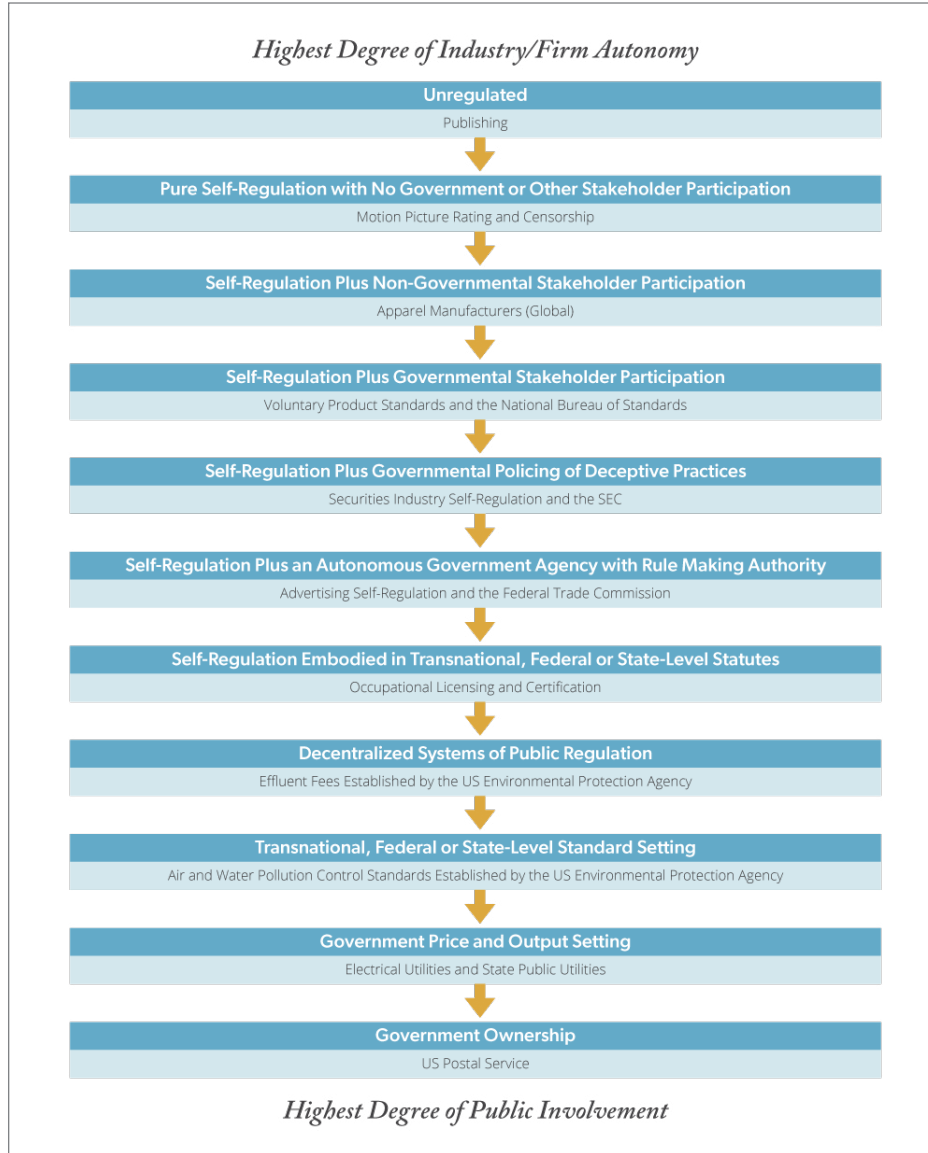 Highest Degree of Industry/Firm Autonomy
Unregulated
Publishing
Pure Self-Regulation with No Government or Other Stakeholder Participation
Motion Picture Rating and Censorship
Self-Regulation Plus Non-Governmental Stakeholder Participation
Apparel Manufacturers (Global)
Self-Regulation Plus Governmental Stakeholder Participation
Voluntary Product Standards and the National Bureau of Standards
Self-Regulation Plus Governmental Policing of Deceptive Practices
Securities Industry Self-Regulation and the SEC
Self-Regulation Plus an Autonomous Government Agency with Rule Making Authority
Advertising Self-Regulation and the Federal Trade Commission
Self-Regulation Embodied in Transnational, Federal or State-Level Statutes
Occupational Licensing and Certification
Decentralized Systems of Public Regulation
Effluent Fees Established by the US Environmental Protection Agency
Transnational, Federal or State-Level Standard Setting
Air and Water Pollution Control Standards Established by the US Environmental Protection Agency
Government Price and Output Setting
Electrical Utilities and State Public Utilities
Government Ownership
US Postal Service
Highest Degree of Public Involvement